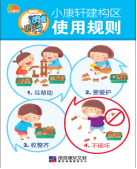 小康轩建构区
使用规则
1. 互帮助
2. 要爱护
3. 收整齐
4. 不破坏